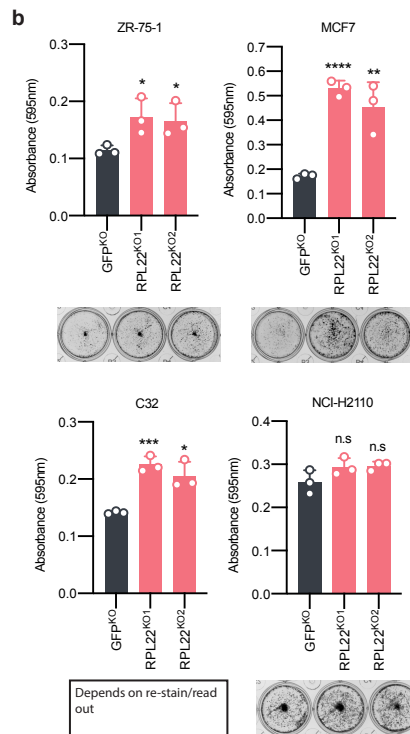 b
ZR-75-1
Absorbance (595nm)
0.3
0.2
0.1
0.0
*
*
GFP^KO
RPL22^KO1
RPL22^KO2
MCF7
Absorbance (595nm)
0.7
0.6
0.5
0.4
0.3
0.2
0.1
0.0
****
**
GFP^KO
RPL22^KO1
RPL22^KO2
C32
Absorbance (595nm)
0.3
0.2
0.1
0.0
***
*
GFP^KO
RPL22^KO1
RPL22^KO2
NCI-H2110
Absorbance (595nm)
0.4
0.3
0.2
0.1
0.0
n.s
n.s
GFP^KO
RPL22^KO1
RPL22^KO2
Depends on re-stain/read
out